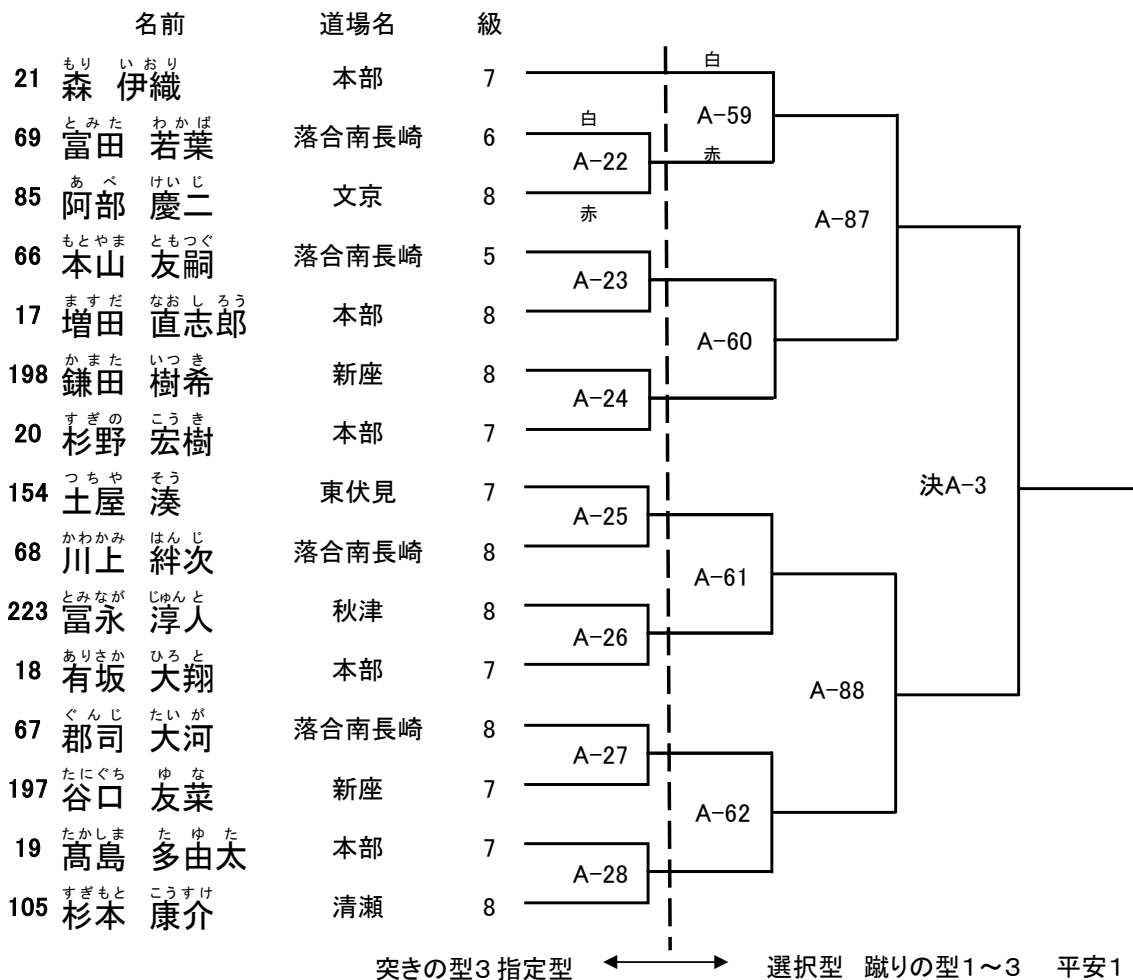 名前 道場名 級
もり いおり 白
21 森 伊織 本部 7
A-59
とみた わかば 白
69 富田 若葉 落合南長崎 6
A-22 赤
あべ けいじ
85 阿部 慶二 文京 8
赤 A-87
もとやま ともつぐ
66 本山 友嗣 落合南長崎 5
A-23
ますだ なおしろう
17 増田 直志郎 本部 8
A-60
かまた いつき
198 鎌田 樹希 新座 8
A-24
すぎの こうき
20 杉野 宏樹 本部 7
つちや そう
154 土屋 湊 東伏見 7 決A-3
A-25
かわかみ はんじ
68 川上 絆次 落合南長崎 8
A-61
とみなが じゅんと
223 冨永 淳人 秋津 8
A-26
ありさか ひろと
18 有坂 大翔 本部 7
A-88
ぐんじ たいが
67 郡司 大河 落合南長崎 8
A-27
たにぐち ゆな
197 谷口 友菜 新座 7
A-62
たかしま たゆた
19 髙島 多由太 本部 7
A-28
すぎもと こうすけ
105 杉本 康介 清瀬 8
突きの型3 指定型 選択型 蹴りの型1~3 平安1